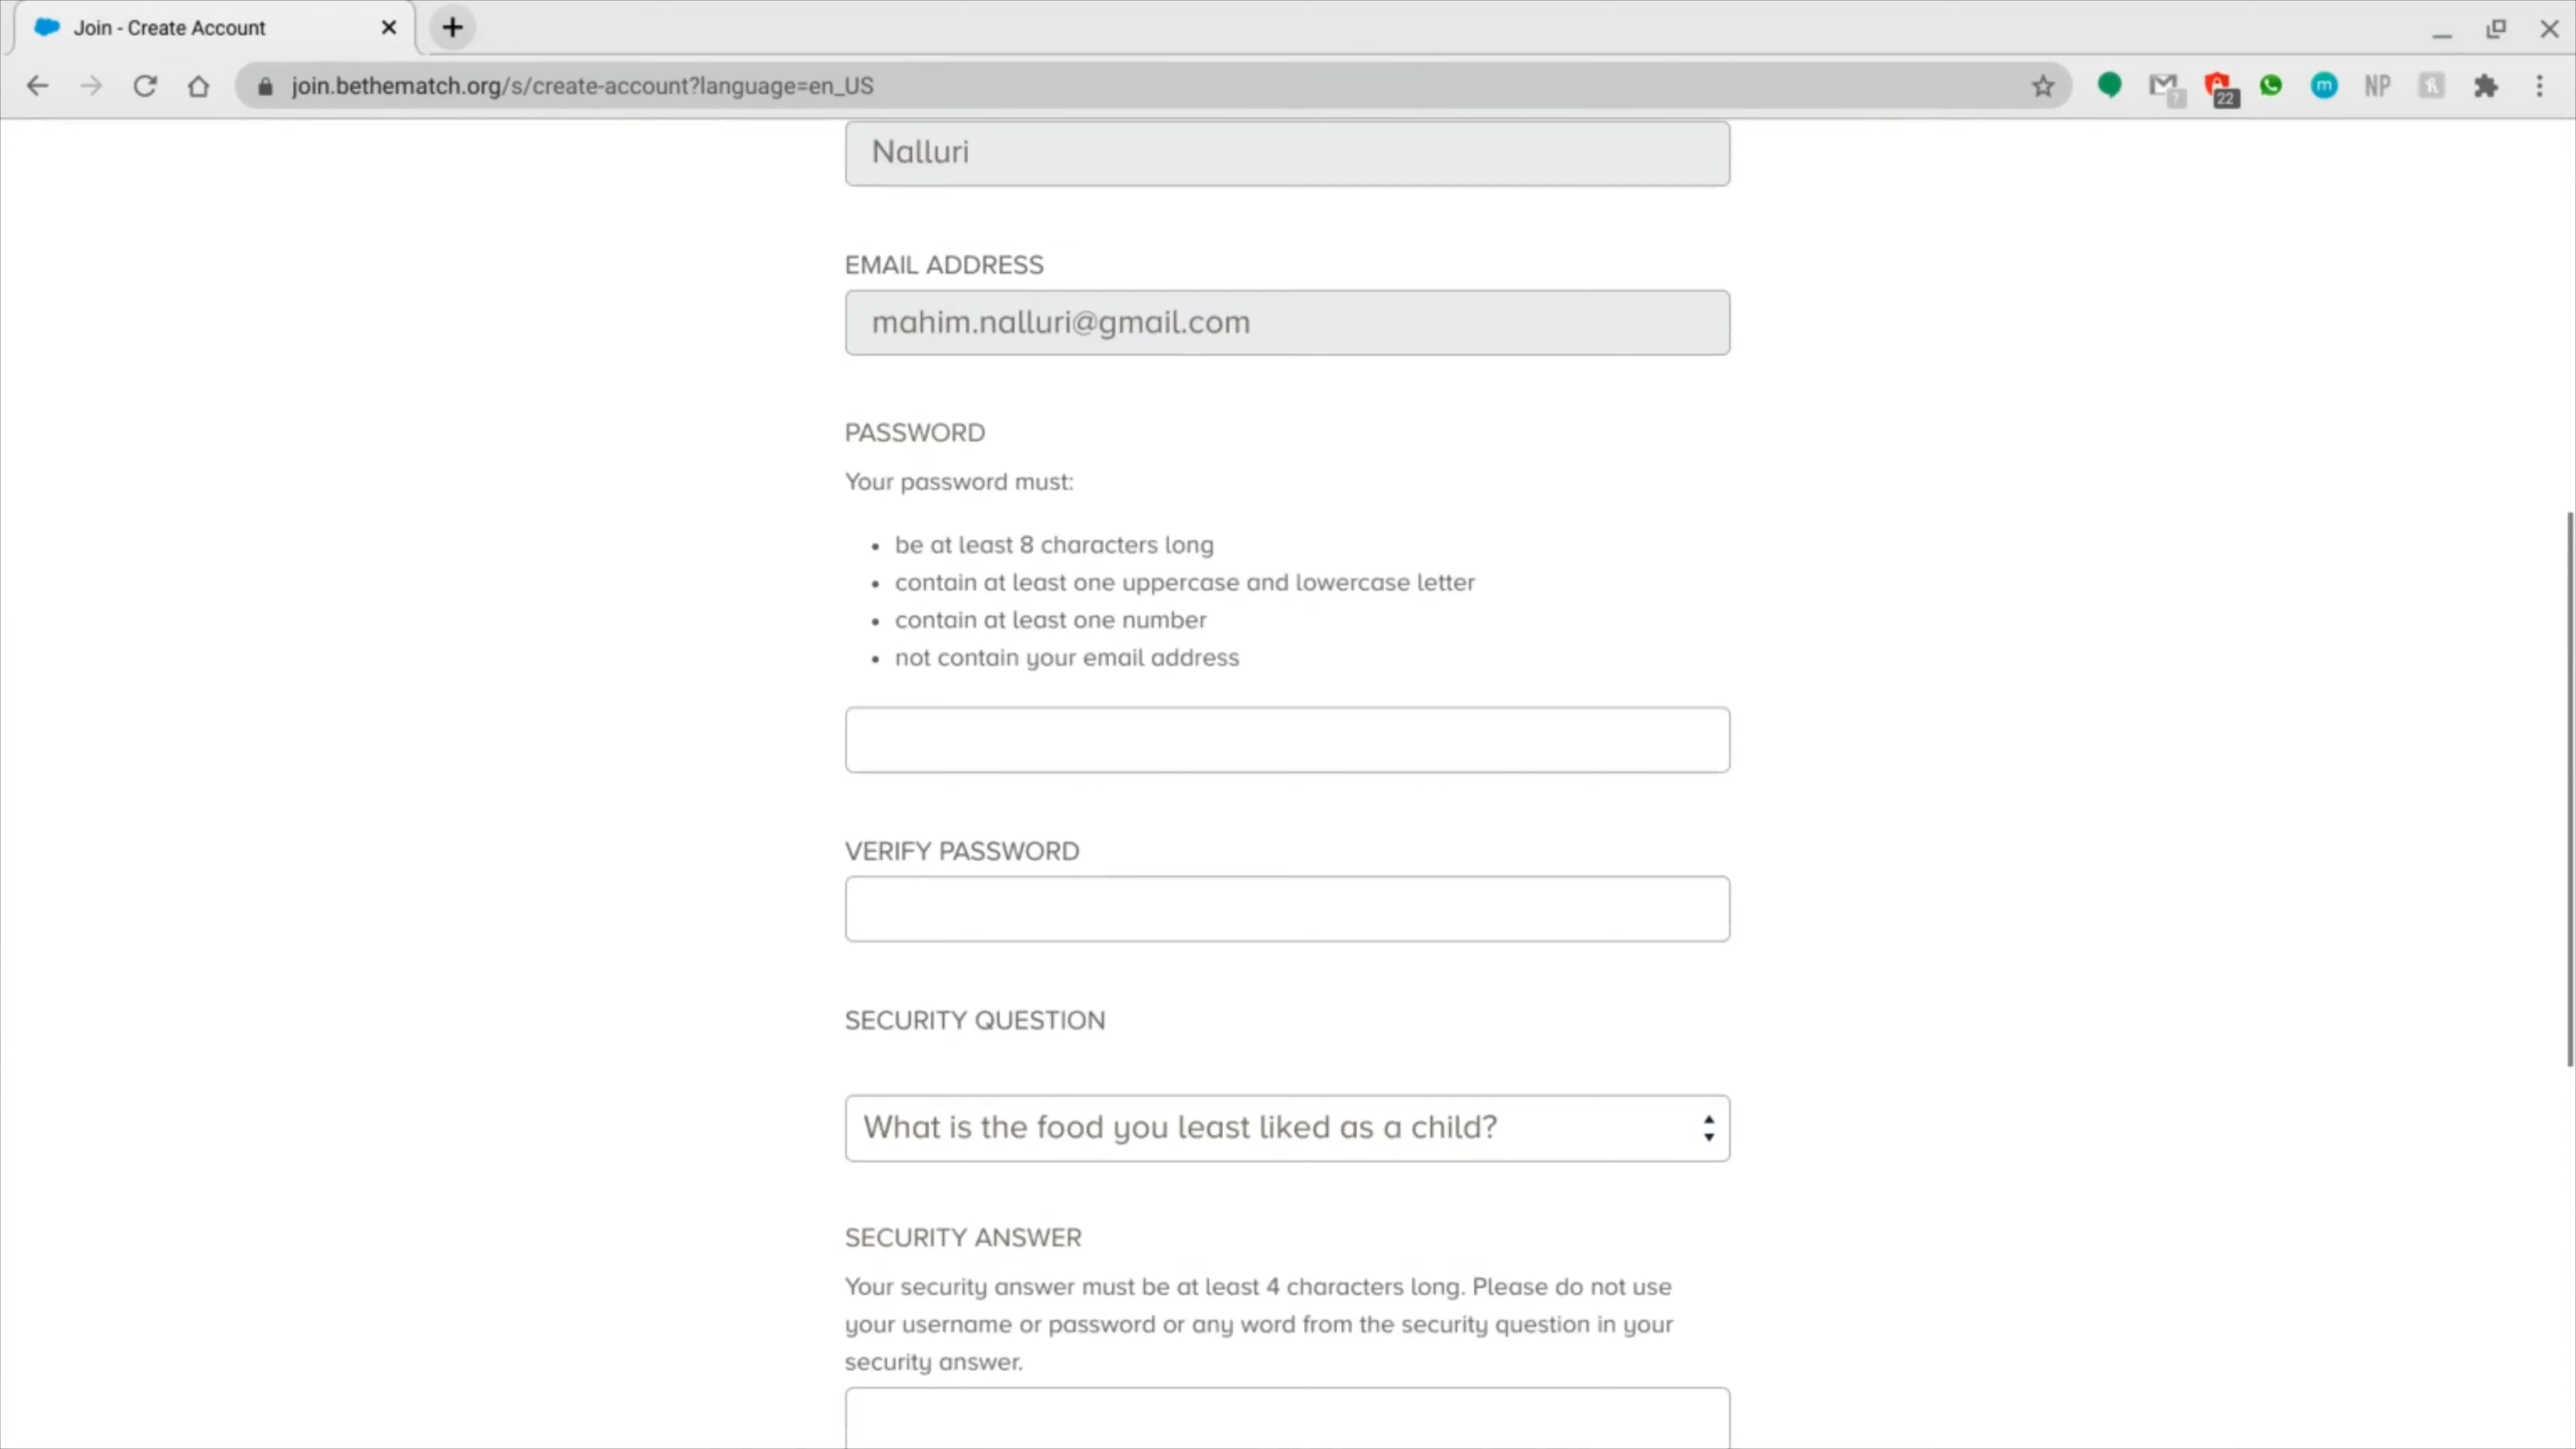 Join - Create Account
join.bethematch.org/s/create-account?language=en_US
?
22
m
NP
Nalluri
EMAIL ADDRESS
mahim.nalluri@gmail.com
PASSWORD
Your password must:
• be at least 8 characters long
• contain at least one uppercase and lowercase letter
• contain at least one number
• not contain your email address
VERIFY PASSWORD
SECURITY QUESTION
What is the food you least liked as a child?
SECURITY ANSWER
Your security answer must be at least 4 characters long. Please do not use
your username or password or any word from the security question in your
security answer.